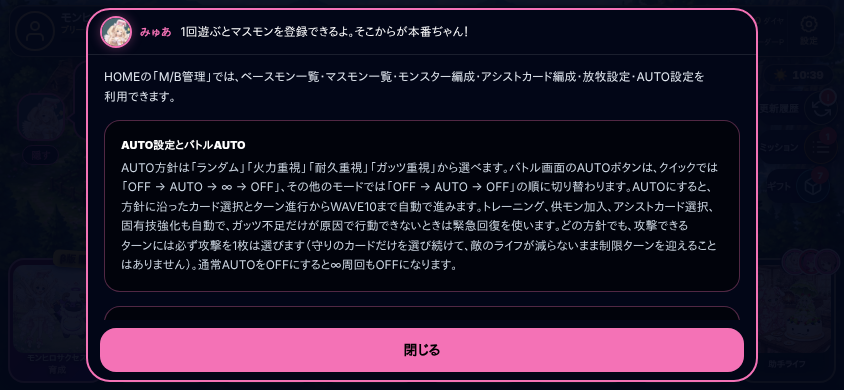 みゅあ 1回遊ぶとマスモンを登録できるよ。そこからが本番ぢゃん!
HOMEの「M/B管理」では、ベースモン一覧・マスモン一覧・モンスター編成・アシストカード編成・放牧設定・AUTO設定を
利用できます。
AUTO設定とバトルAUTO
AUTO方針は「ランダム」「火力重視」「耐久重視」「ガッツ重視」から選べます。バトル画面のAUTOボタンは、クイックでは
「OFF → AUTO → ∞ → OFF」、その他のモードでは「OFF → AUTO → OFF」の順に切り替わります。AUTOにすると、
方針に沿ったカード選択とターン進行からWAVE10まで自動で進みます。トレーニング、供モン加入、アシストカード選択、
固有技強化も自動で、ガッツ不足だけが原因で行動できないときは緊急回復を使います。どの方針でも、攻撃できる
ターンには必ず攻撃を1枚は選びます(守りのカードだけを選び続けて、敵のライフが減らないまま制限ターンを迎えること
はありません)。通常AUTOをOFFにすると∞周回もOFFになります。
閉じる
10:39
更新履歴
ミッション
ギフト
助手ライフ